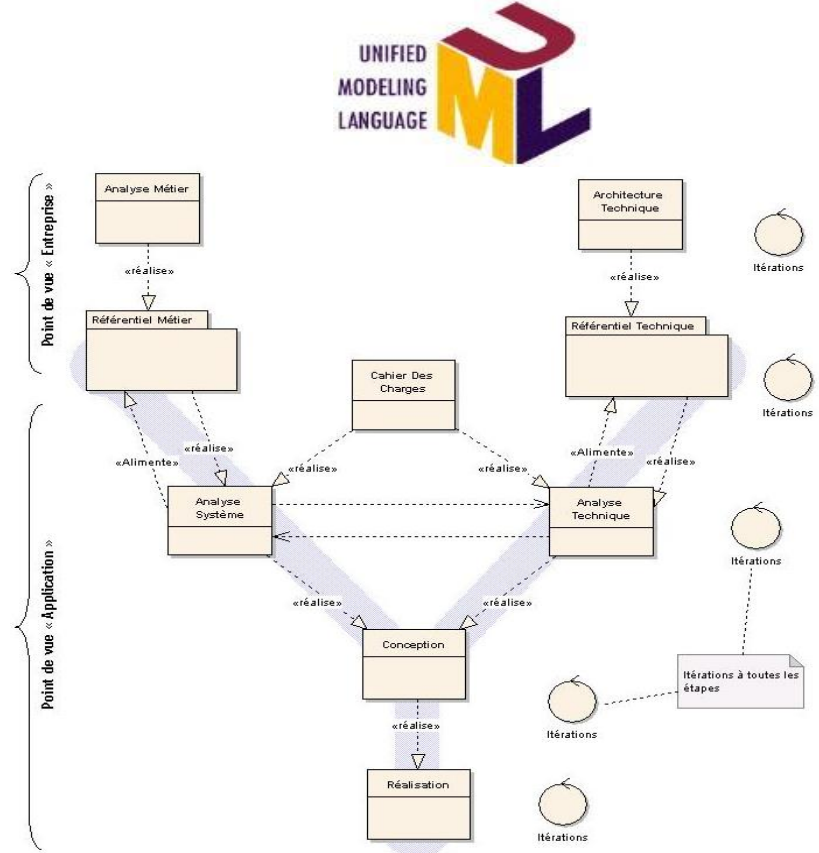 UNIFIED
MODELING
LANGUAGE
UML
Point de vue « Entreprise »
Analyse Métier
Architecture
Technique
Itérations
«réalise»
«réalise»
Référentiel Métier
Référentiel Technique
Cahier Des
Charges
Itérations
«Alimente»
«réalise»
«réalise»
«réalise»
«Alimente»
«réalise»
Point de vue « Application »
Analyse
Système
Analyse
Technique
Itérations
«réalise»
«réalise»
Conception
Itérations à toutes les
étapes
Itérations
«réalise»
Réalisation
Itérations